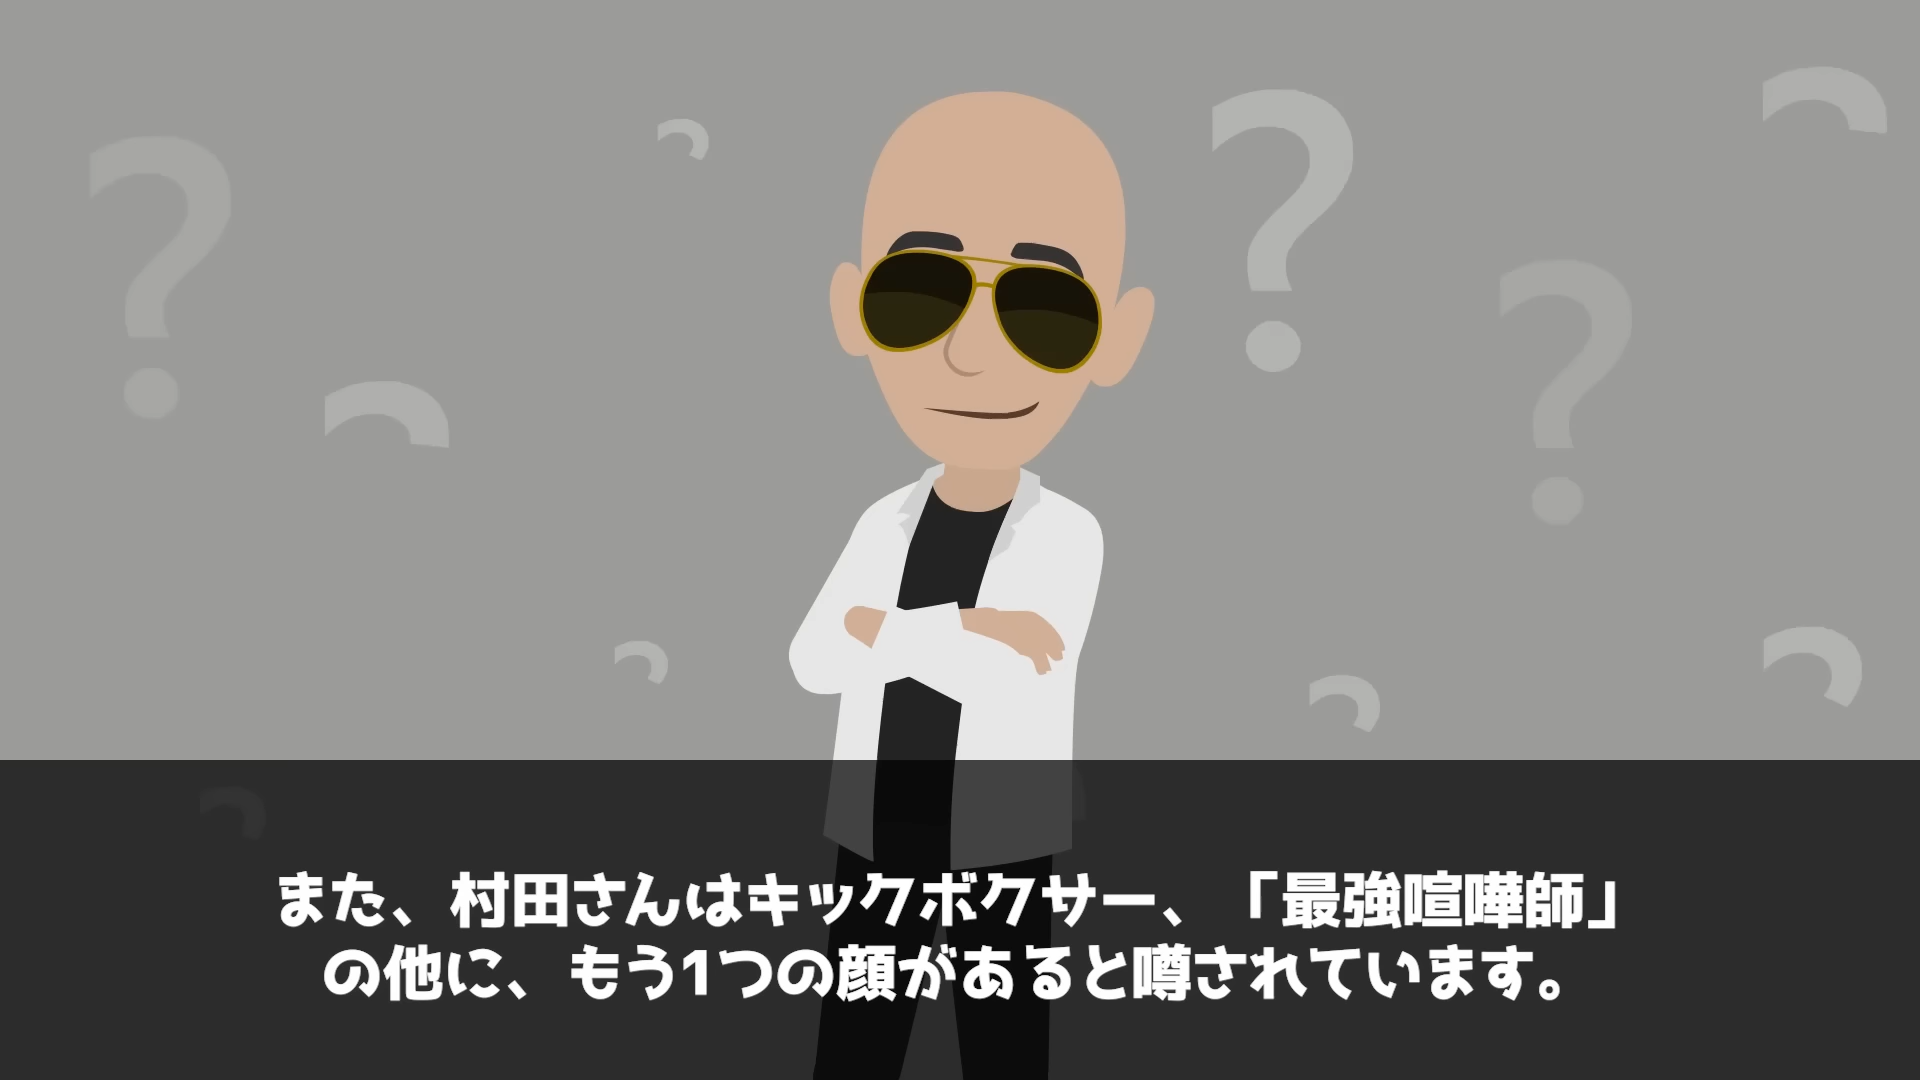 また、村田さんはキックボクサー、「最強喧嘩師」
の他に、もう1つの顔があると噂されています。